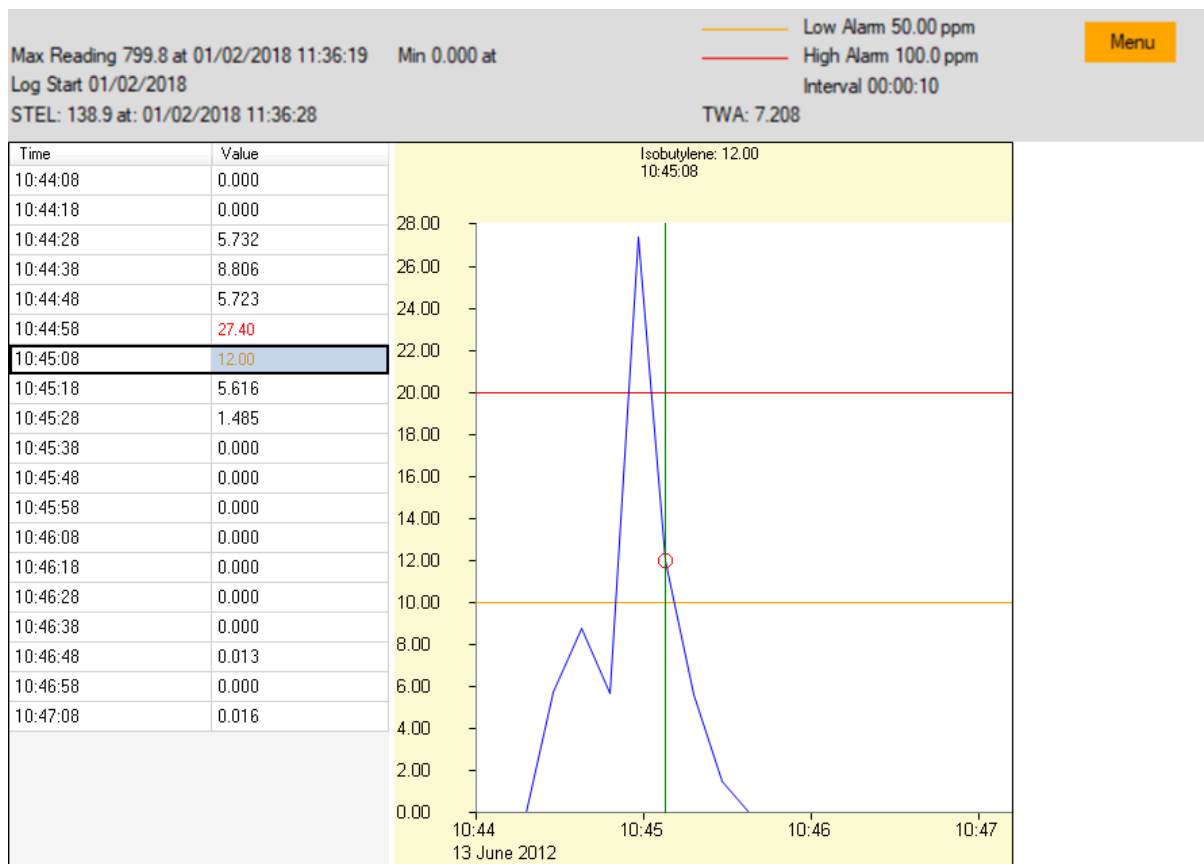 Max Reading 799.8 at 01/02/2018 11:36:19 Min 0.000 at
Log Start 01/02/2018
STEL: 138.9 at: 01/02/2018 11:36:28
Low Alarm 50.00 ppm
High Alarm 100.0 ppm
Interval 00:00:10
TWA: 7.208
Menu
Time Value
10:44:08 0.000
10:44:18 0.000
10:44:28 5.732
10:44:38 8.806
10:44:48 5.723
10:44:58 27.40
10:45:08 12.00
10:45:18 5.616
10:45:28 1.485
10:45:38 0.000
10:45:48 0.000
10:45:58 0.000
10:46:08 0.000
10:46:18 0.000
10:46:28 0.000
10:46:38 0.000
10:46:48 0.013
10:46:58 0.000
10:47:08 0.016
Isobutylene: 12.00
10:45:08
28.00
26.00
24.00
22.00
20.00
18.00
16.00
14.00
12.00
10.00
8.00
6.00
4.00
2.00
0.00
10:44 10:45 10:46 10:47
13 June 2012